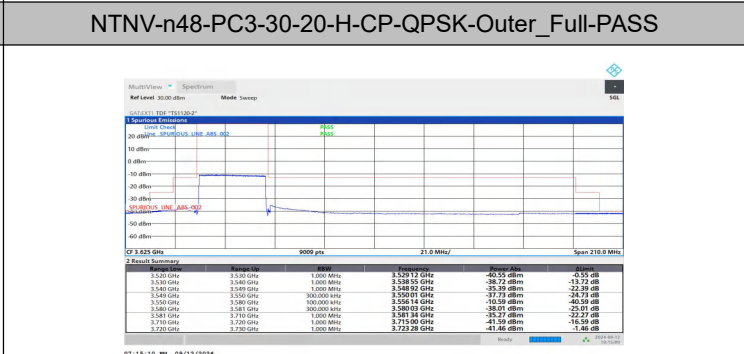 NTNV-n48-PC3-30-20-H-CP-QPSK-Outer_Full-PASS
MultiView Spectrum
Ref Level 30.00 dBm Mode Sweep SGL
GAT:EXT1 TDF "TS1120-2"
1 Spurious Emissions
Limit Check PASS
20 dBm Line _SPURIOUS_LINE_ABS_002 PASS
10 dBm
0 dBm
-10 dBm
-20 dBm
-30 dBm
_SPURIOUS_LINE_ABS_002
-50 dBm
-60 dBm
CF 3.625 GHz 9009 pts 21.0 MHz/ Span 210.0 MHz
2 Result Summary
Range Low Range Up RBW Frequency Power Abs ΔLimit
3.520 GHz 3.530 GHz 1.000 MHz 3.52912 GHz -40.55 dBm -0.55 dB
3.530 GHz 3.540 GHz 1.000 MHz 3.53855 GHz -38.72 dBm -13.72 dB
3.540 GHz 3.549 GHz 1.000 MHz 3.54892 GHz -35.39 dBm -22.39 dB
3.549 GHz 3.550 GHz 300.000 kHz 3.55001 GHz -37.73 dBm -24.73 dB
3.550 GHz 3.580 GHz 100.000 kHz 3.55614 GHz -10.59 dBm -40.59 dB
3.580 GHz 3.581 GHz 300.000 kHz 3.58003 GHz -38.01 dBm -25.01 dB
3.581 GHz 3.710 GHz 1.000 MHz 3.58134 GHz -35.27 dBm -22.27 dB
3.710 GHz 3.720 GHz 1.000 MHz 3.71500 GHz -41.59 dBm -16.59 dB
3.720 GHz 3.730 GHz 1.000 MHz 3.72328 GHz -41.46 dBm -1.46 dB
Ready